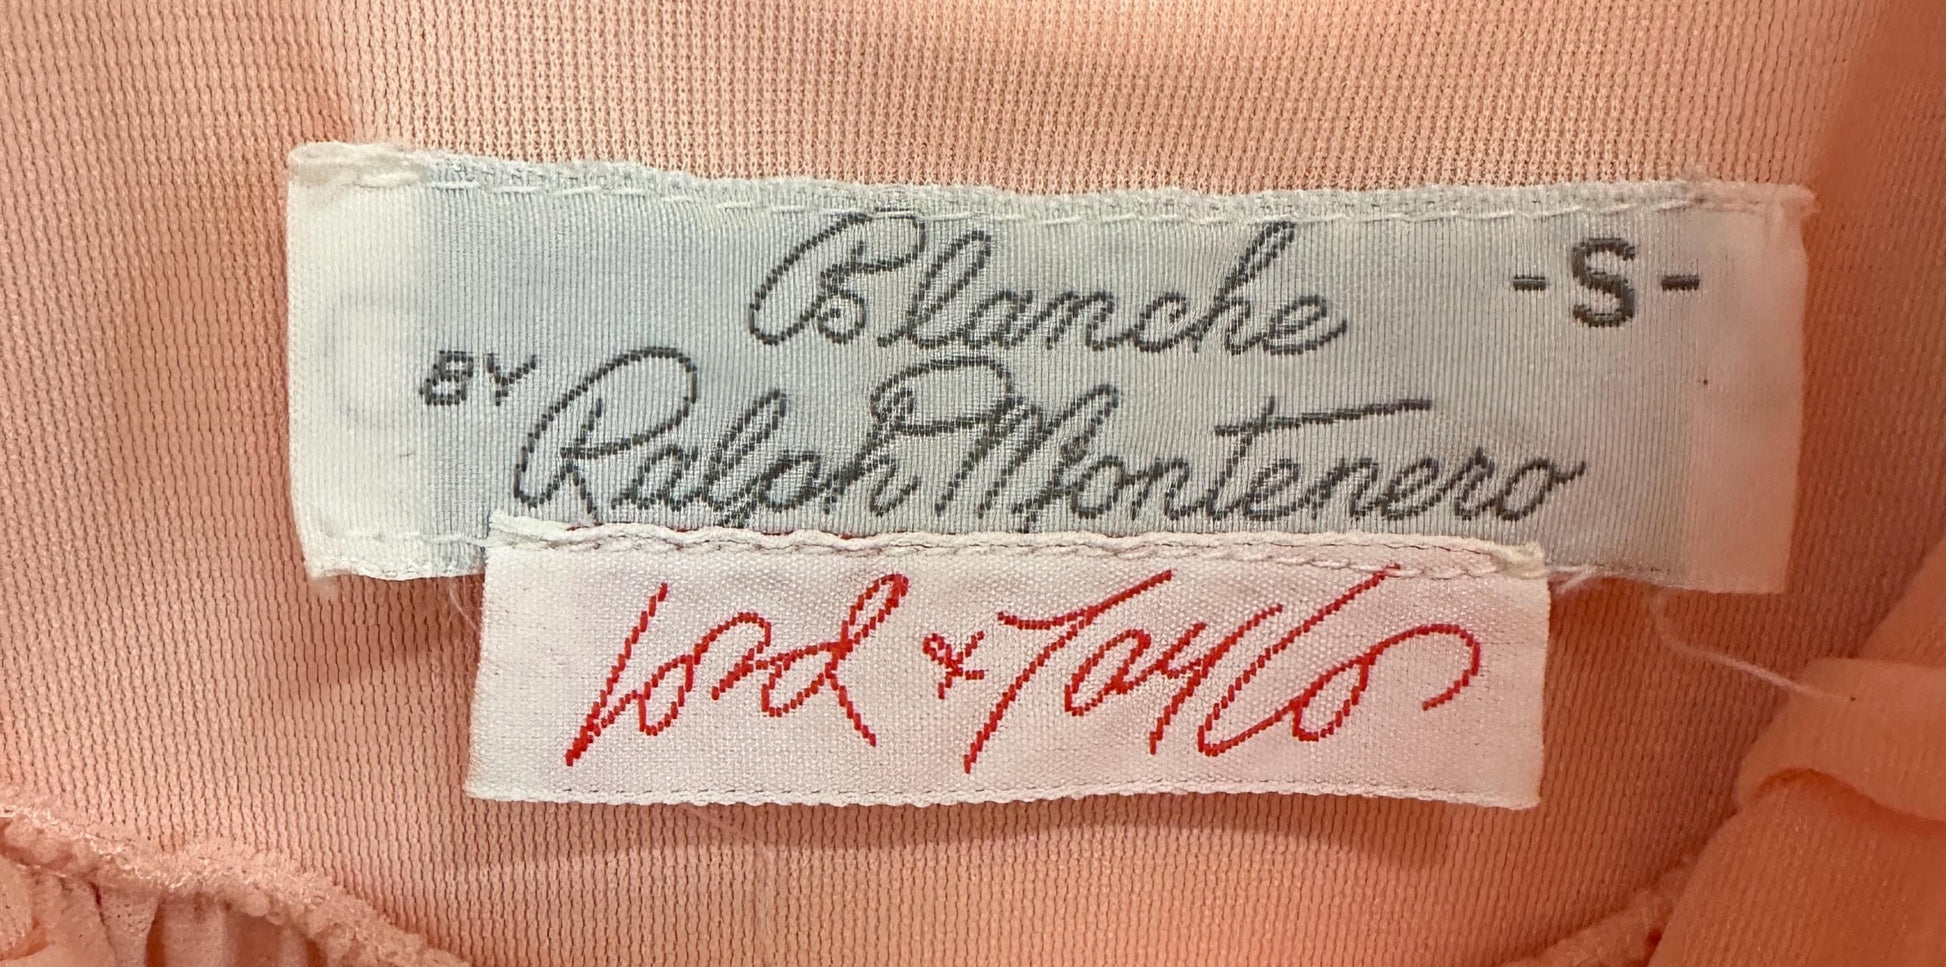 Blanche -S-
BY Ralph Montenero
Lord & Taylor